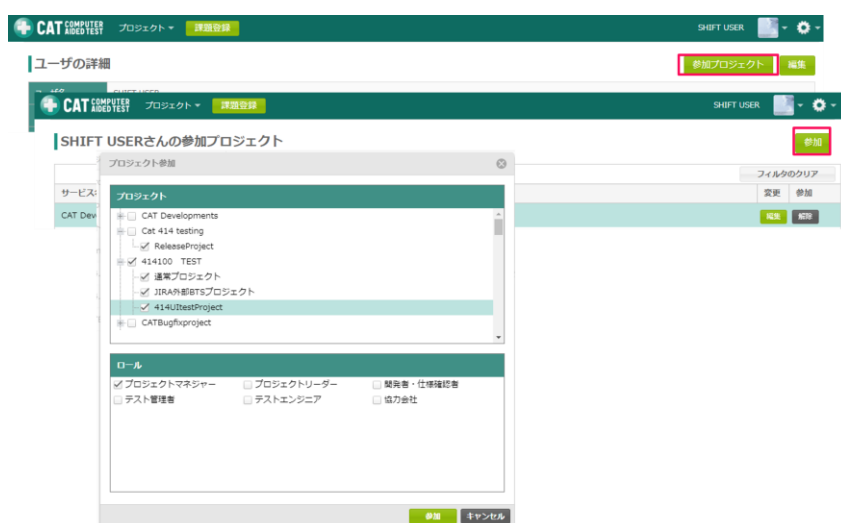 CAT COMPUTER AIDED TEST プロジェクト 課題登録 SHIFT USER
ユーザの詳細 参加プロジェクト 編集
CAT COMPUTER AIDED TEST プロジェクト 課題登録 SHIFT USER
SHIFT USERさんの参加プロジェクト 参加
プロジェクト参加
フィルタのクリア
サービス 変更 参加
CAT Dev 編集 解除
プロジェクト
CAT Developments
Cat 414 testing
ReleaseProject
414100 TEST
通常プロジェクト
JIRA外部BTSプロジェクト
414UItestProject
CATBugfixproject
ロール
プロジェクトマネジャー プロジェクトリーダー 開発者・仕様確認者
テスト管理者 テストエンジニア 協力会社
参加 キャンセル